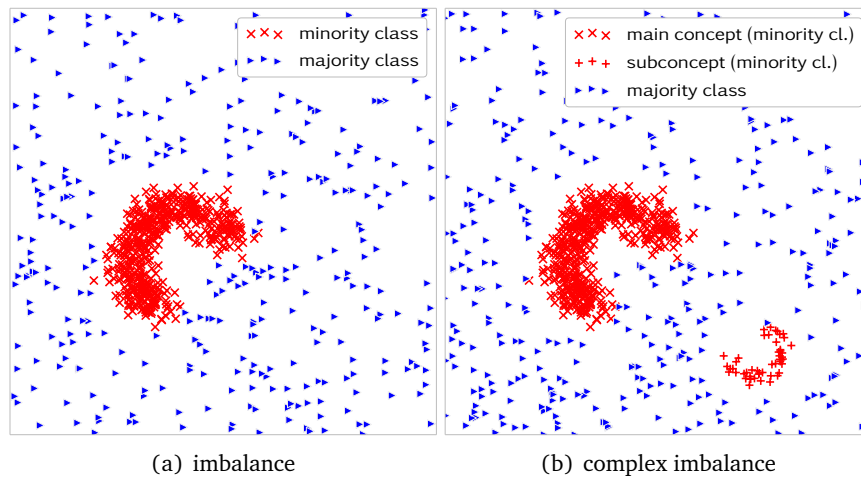 minority class
majority class
main concept (minority cl.)
subconcept (minority cl.)
majority class
(a) imbalance
(b) complex imbalance